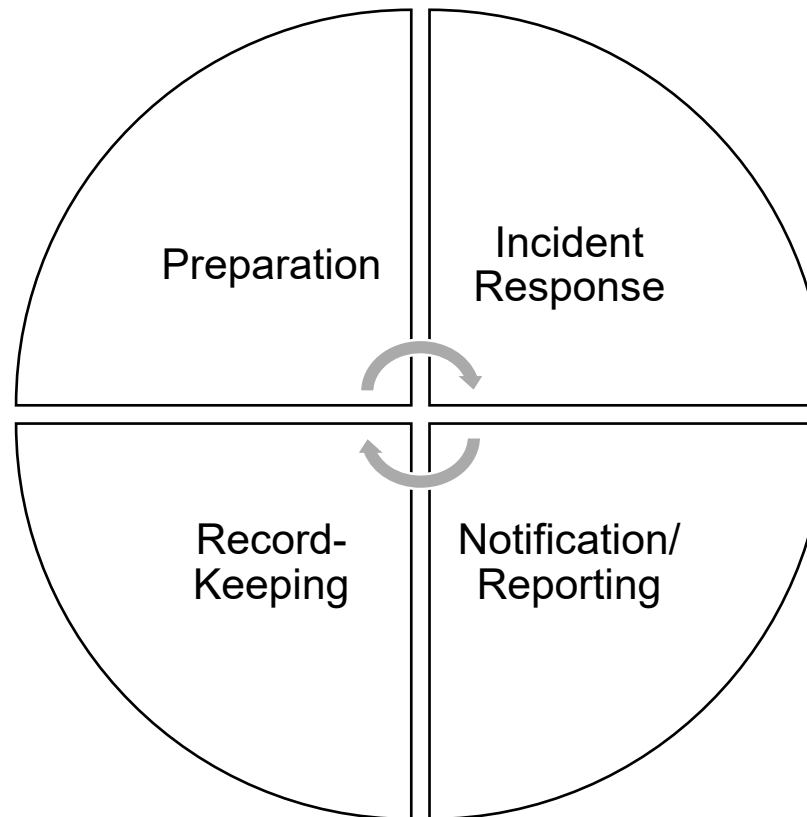 Preparation
Incident
Response
Record-
Keeping
Notification/
Reporting